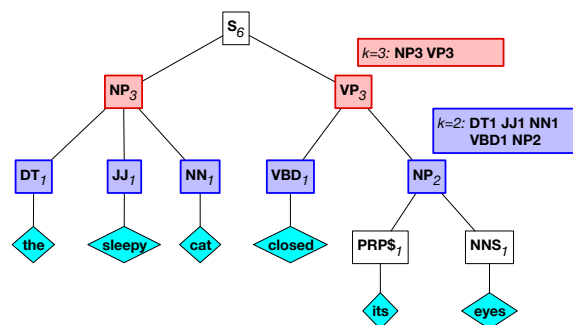 S6
k=3: NP3 VP3
NP3 VP3
k=2: DT1 JJ1 NN1
VBD1 NP2
DT1 JJ1 NN1 VBD1 NP2
the sleepy cat closed PRP$1 NNS1
its eyes